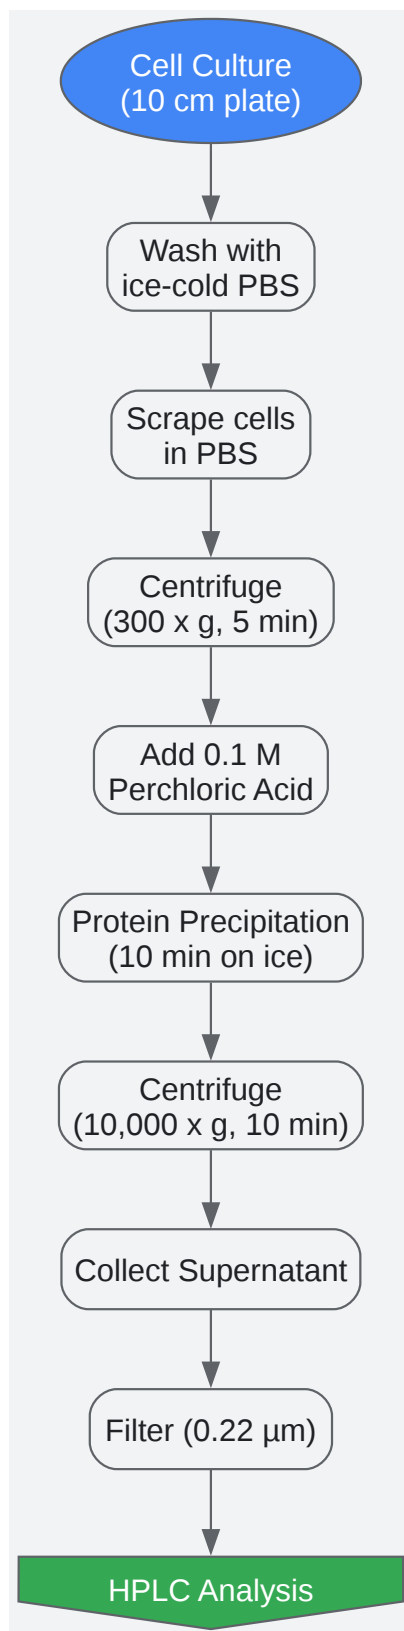 Cell Culture
(10 cm plate)
Wash with
ice-cold PBS
Scrape cells
in PBS
Centrifuge
(300 x g, 5 min)
Add 0.1 M
Perchloric Acid
Protein Precipitation
(10 min on ice)
Centrifuge
(10,000 x g, 10 min)
Collect Supernatant
Filter (0.22 µm)
HPLC Analysis